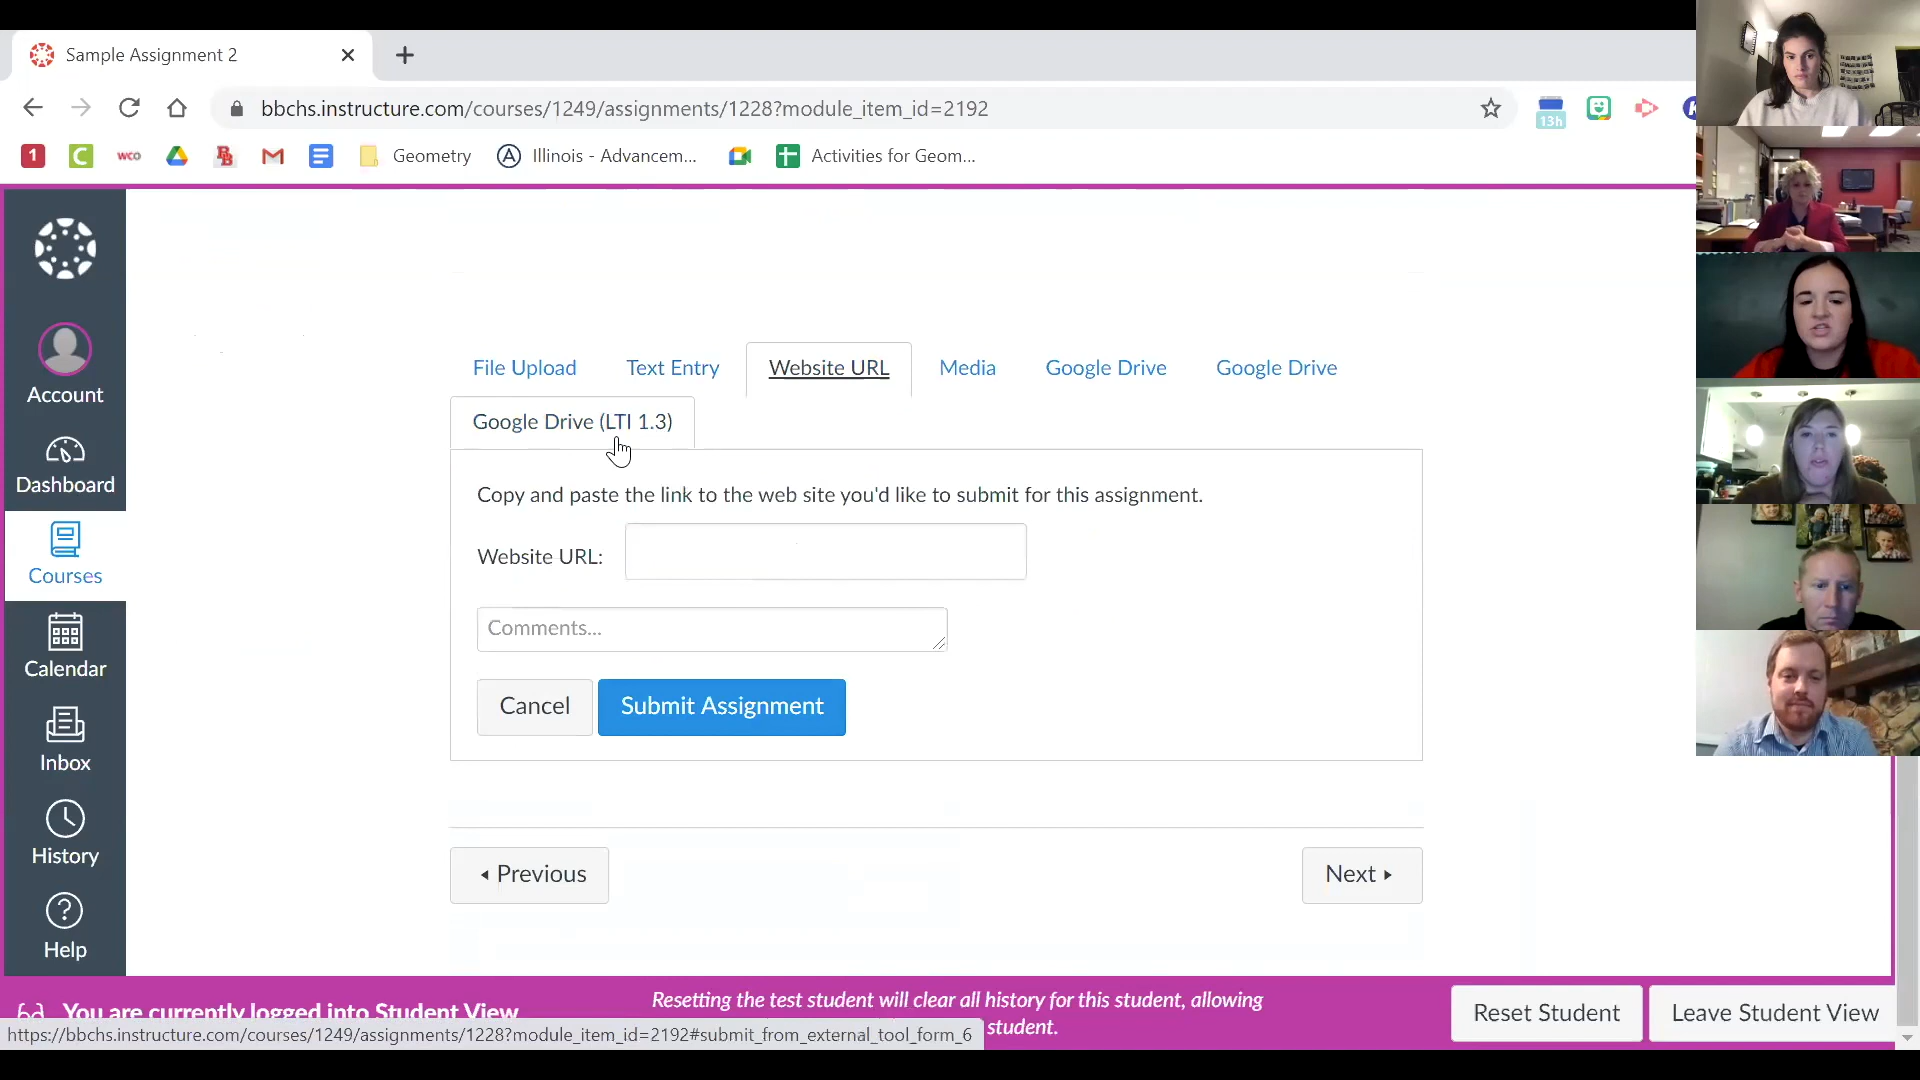 Sample Assignment 2
bbchs.instructure.com/courses/1249/assignments/1228?module_item_id=2192
13h
1
C
WCO
Geometry
Illinois - Advancem...
Activities for Geom...
Account
Dashboard
Courses
Calendar
Inbox
History
Help
File Upload
Text Entry
Website URL
Media
Google Drive
Google Drive
Google Drive (LTI 1.3)
Copy and paste the link to the web site you'd like to submit for this assignment.
Website URL:
Comments...
Cancel
Submit Assignment
Previous
Next
You are currently logged into Student View
Resetting the test student will clear all history for this student, allowing
student.
Reset Student
Leave Student View
https://bbchs.instructure.com/courses/1249/assignments/1228?module_item_id=2192#submit_from_external_tool_form_6